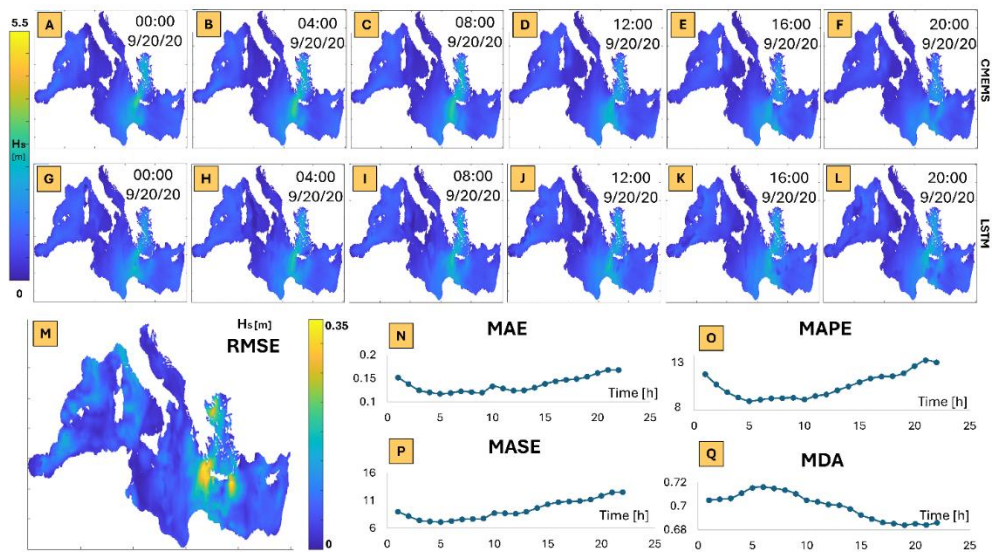 5.5
Hs
[m]
0
A
00:00
9/20/20
B
04:00
9/20/20
C
08:00
9/20/20
D
12:00
9/20/20
E
16:00
9/20/20
F
20:00
9/20/20
CMEMS
G
00:00
9/20/20
H
04:00
9/20/20
I
08:00
9/20/20
J
12:00
9/20/20
K
16:00
9/20/20
L
20:00
9/20/20
LSTM
M
Hs [m]
RMSE
0.35
0
N
MAE
0.2
0.15
0.1
Time [h]
0 5 10 15 20 25
O
MAPE
13
8
Time [h]
0 5 10 15 20 25
P
MASE
16
11
6
Time [h]
0 5 10 15 20 25
Q
MDA
0.72
0.7
0.68
Time [h]
0 5 10 15 20 25